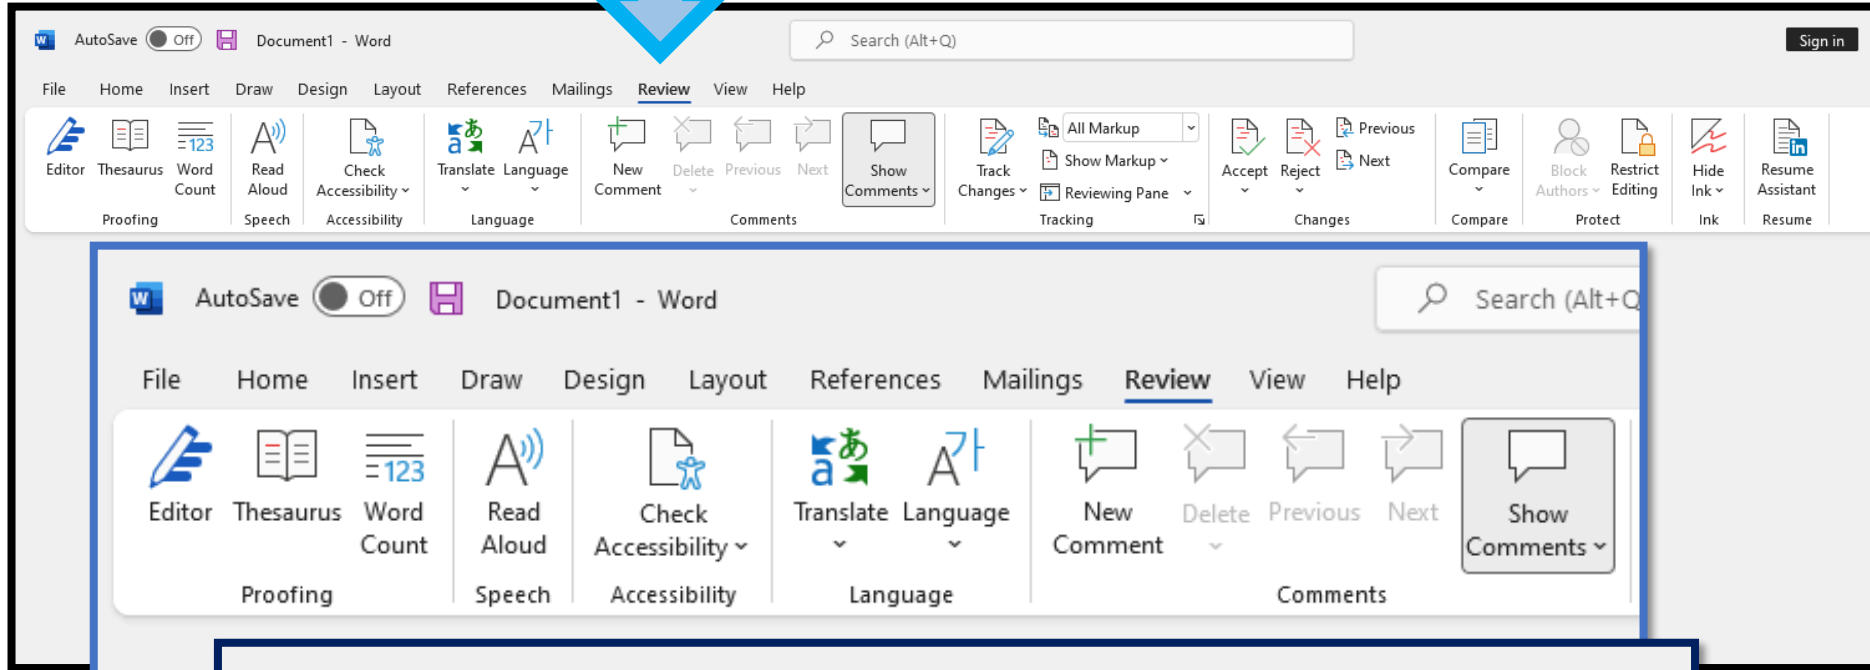 AutoSave Off Document1 - Word Search (Alt+Q) Sign in
File Home Insert Draw Design Layout References Mailings Review View Help
Editor Thesaurus Word Count Read Aloud Check Accessibility Translate Language New Comment Delete Previous Next Show Comments Track Changes All Markup Show Markup Reviewing Pane Accept Reject Previous Next Compare Block Authors Restrict Editing Hide Ink Resume Assistant
Proofing Speech Accessibility Language Comments Tracking Changes Compare Protect Ink Resume
AutoSave Off Document1 - Word Search (Alt+Q
File Home Insert Draw Design Layout References Mailings Review View Help
Editor Thesaurus Word Count Read Aloud Check Accessibility Translate Language New Comment Delete Previous Next Show Comments
Proofing Speech Accessibility Language Comments